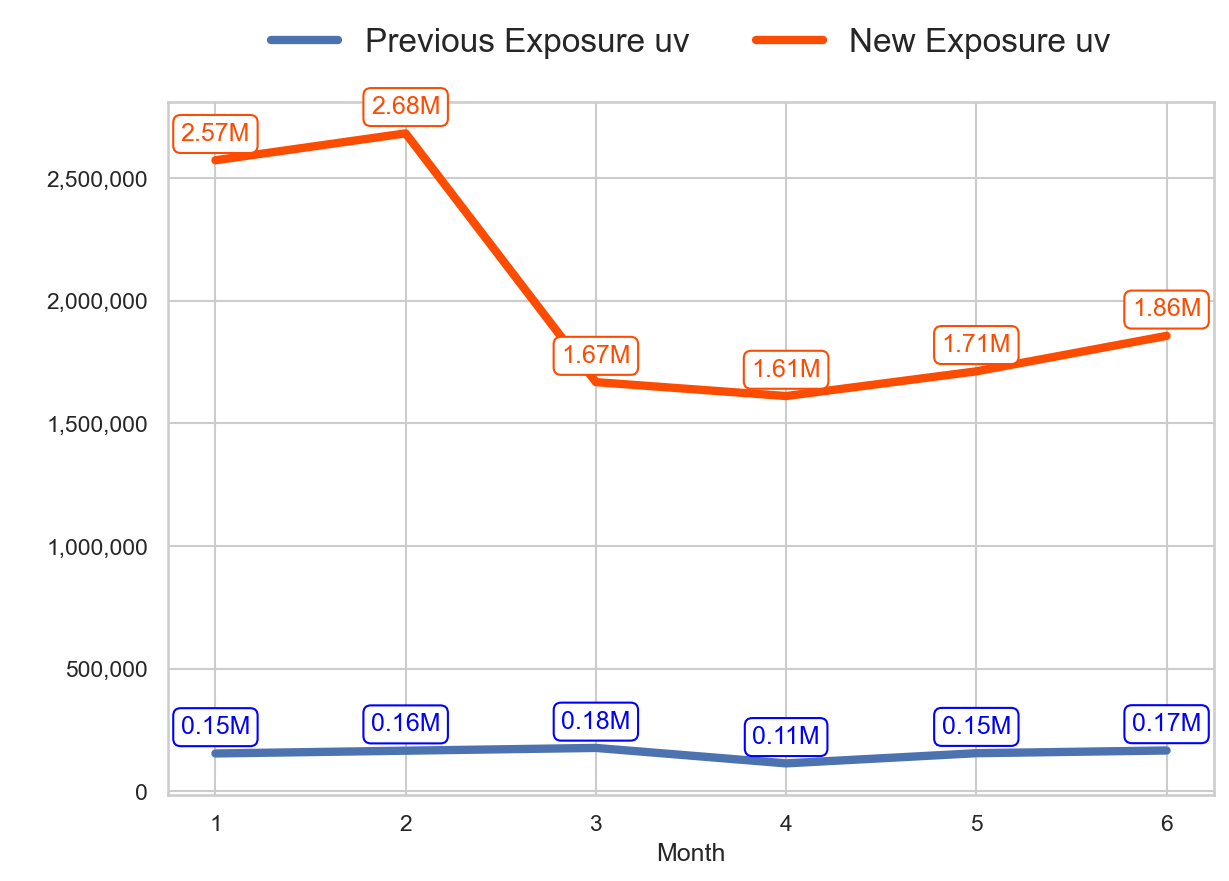 Previous Exposure uv New Exposure uv
2.57M 2.68M
2,500,000
2,000,000
1.86M
1.67M 1.61M 1.71M
1,500,000
1,000,000
500,000
0.15M 0.16M 0.18M 0.11M 0.15M 0.17M
0
1 2 3 4 5 6
Month